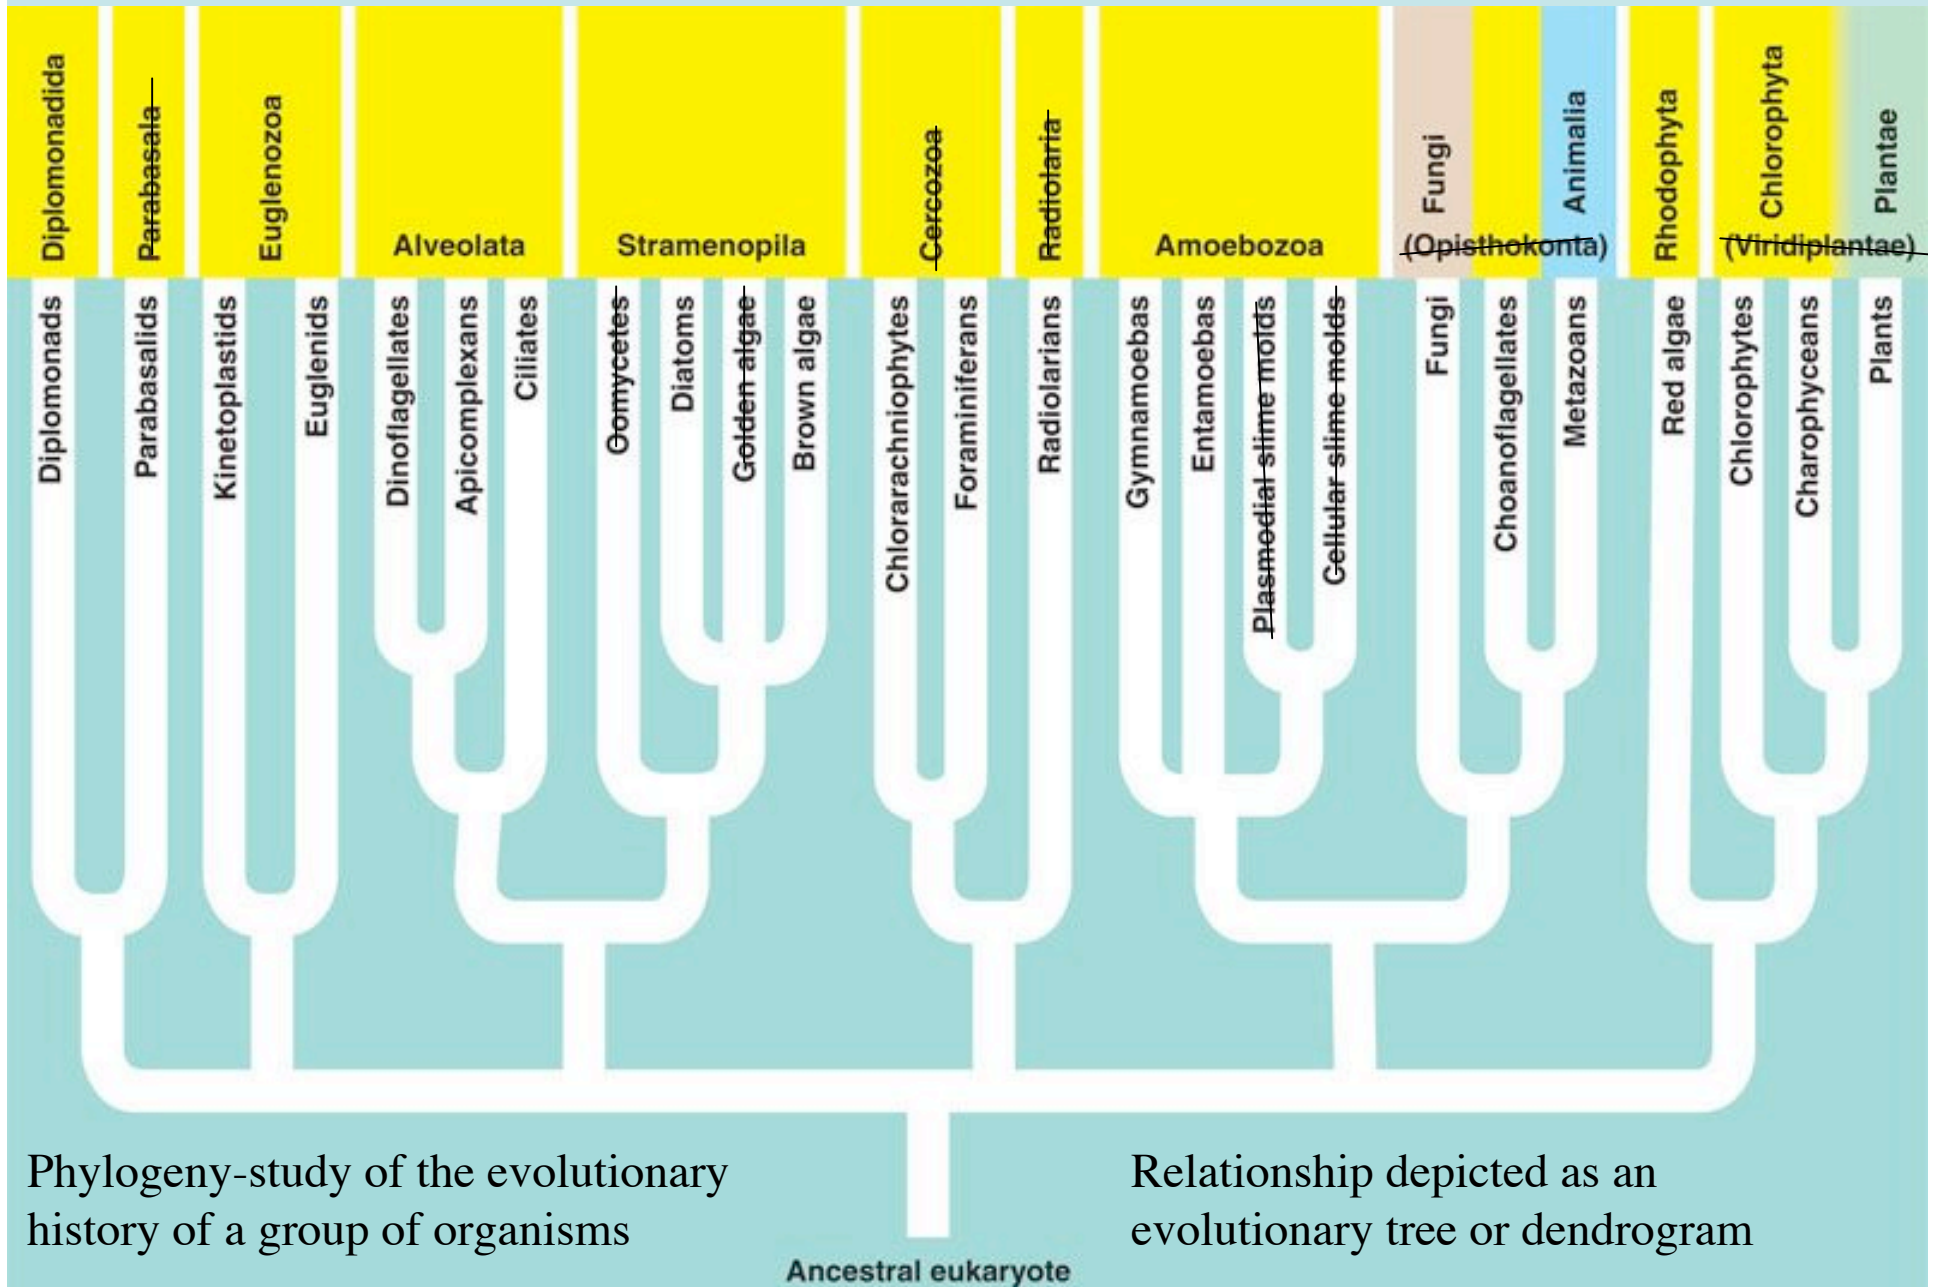 Diplomonadida
Parabasala
Euglenozoa
Alveolata
Stramenopila
Cercozoa
Radiolaria
Amoebozoa
Fungi
Animalia
(Opisthokonta)
Rhodophyta
Chlorophyta
Plantae
(Viridiplantae)
Diplomonads
Parabasalids
Kinetoplastids
Euglenids
Dinoflagellates
Apicomplexans
Ciliates
Oomycetes
Diatoms
Golden algae
Brown algae
Chlorarachniophytes
Foraminiferans
Radiolarians
Gymnamoebas
Entamoebas
Plasmodial slime molds
Cellular slime molds
Fungi
Choanoflagellates
Metazoans
Red algae
Chlorophytes
Charophyceans
Plants
Phylogeny-study of the evolutionary
history of a group of organisms
Relationship depicted as an
evolutionary tree or dendrogram
Ancestral eukaryote